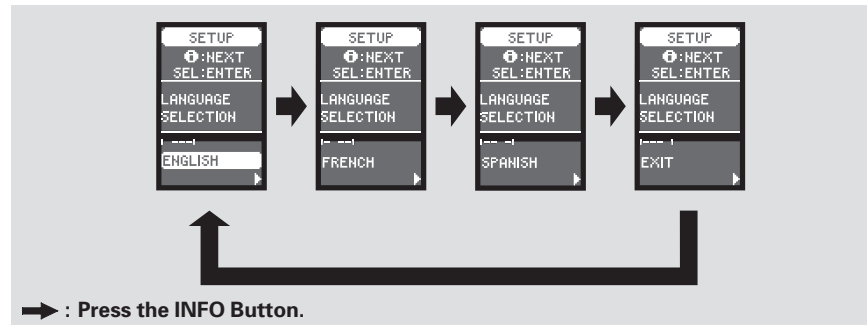 SETUP
i:NEXT
SEL:ENTER
LANGUAGE
SELECTION
ENGLISH
SETUP
i:NEXT
SEL:ENTER
LANGUAGE
SELECTION
FRENCH
SETUP
i:NEXT
SEL:ENTER
LANGUAGE
SELECTION
SPANISH
SETUP
i:NEXT
SEL:ENTER
LANGUAGE
SELECTION
EXIT
: Press the INFO Button.